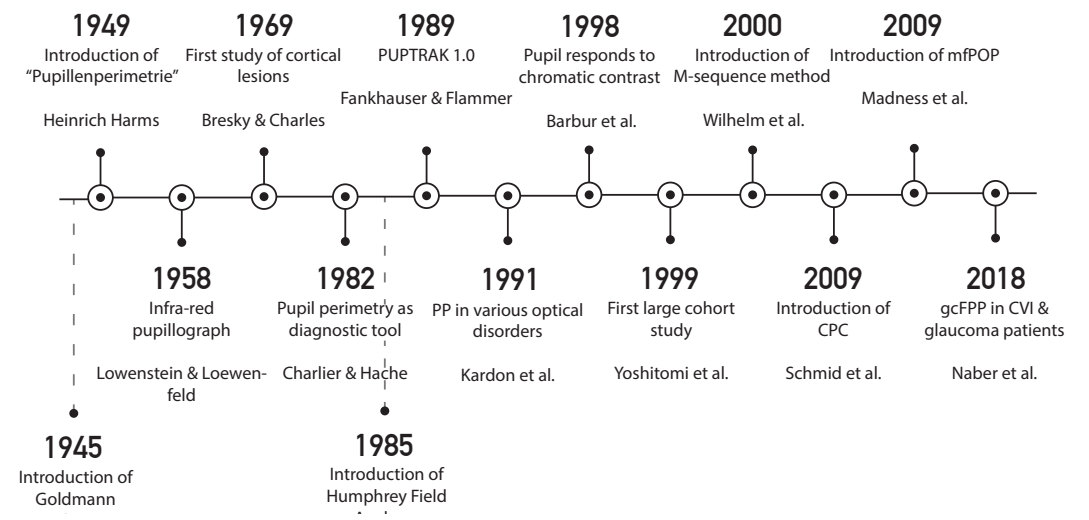 1949
Introduction of
"Pupillenperimetrie"
Heinrich Harms
1969
First study of cortical
lesions
Bresky & Charles
1989
PUPTRAK 1.0
Fankhauser & Flammer
1998
Pupil responds to
chromatic contrast
Barbur et al.
2000
Introduction of
M-sequence method
Wilhelm et al.
2009
Introduction of mfPOP
Madness et al.
1958
Infra-red
pupillograph
Lowenstein & Loewen-
feld
1982
Pupil perimetry as
diagnostic tool
Charlier & Hache
1991
PP in various optical
disorders
Kardon et al.
1999
First large cohort
study
Yoshitomi et al.
2009
Introduction of
CPC
Schmid et al.
2018
gcFPP in CVI &
glaucoma patients
Naber et al.
1945
Introduction of
Goldmann
1985
Introduction of
Humphrey Field